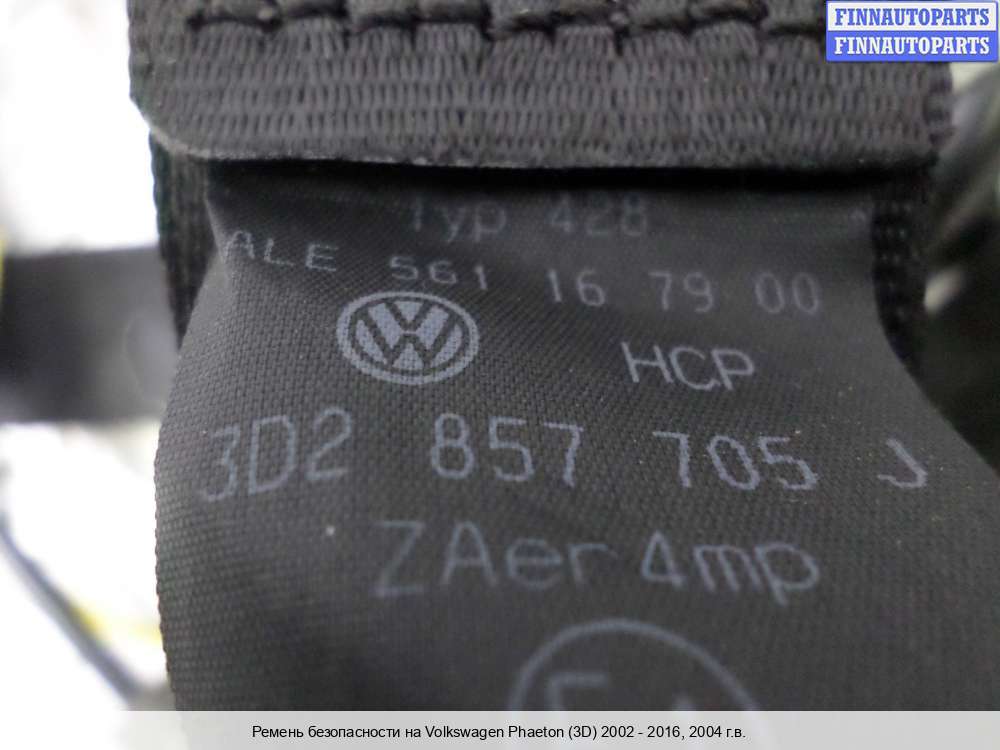 FINNAUTOPARTS
FINNAUTOPARTS
Typ 428
ALE 561 16 79 00
HCP
3D2 857 705 J
ZAer4mp
Ремень безопасности на Volkswagen Phaeton (3D) 2002 - 2016, 2004 г.в.